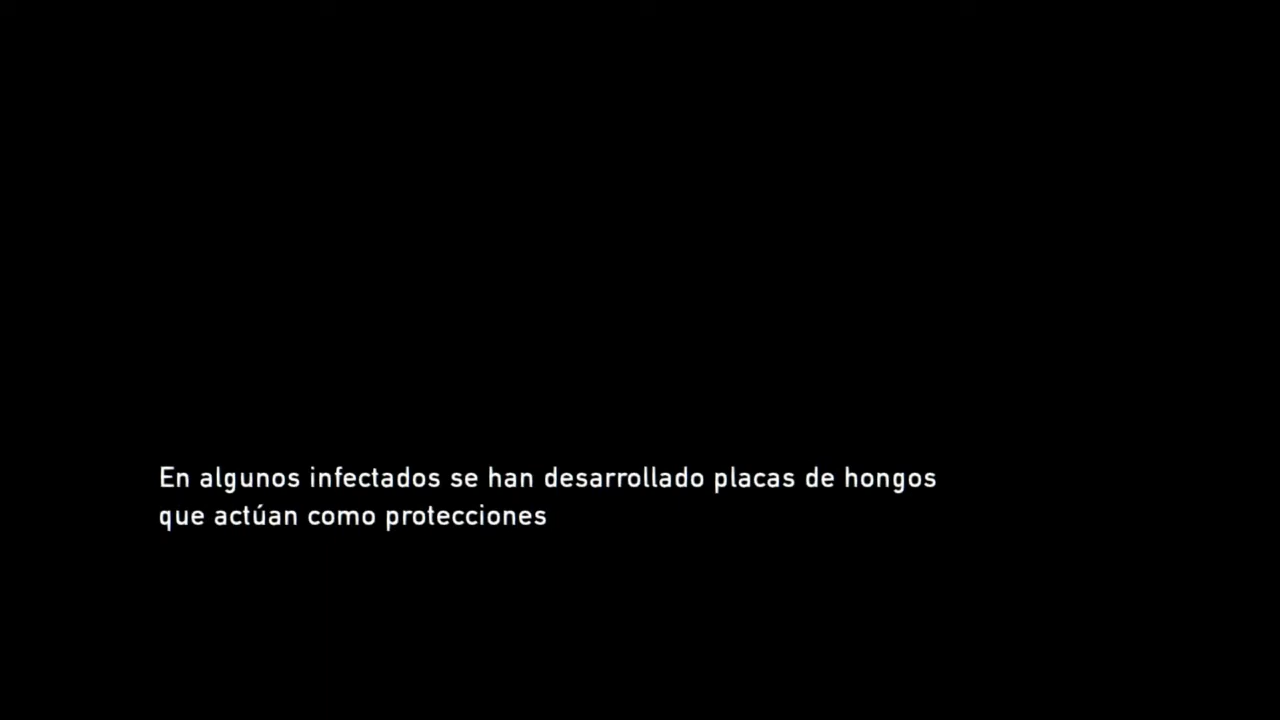 En algunos infectados se han desarrollado placas de hongos
que actúan como protecciones